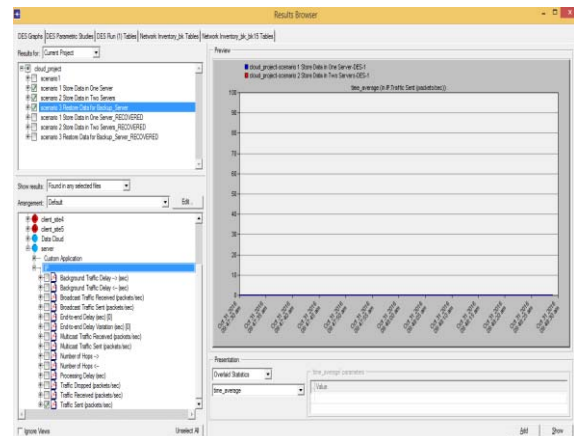 Results Browser
DES Graphs DES Parametric Studies DES Run (1) Tables Network Inventory_bk Tables Network Inventory_bk_bk15 Tables
Results for: Current Project
cloud_project
scenario1
scenario 1 Store Data in One Server
scenario 2 Store Data in Two Servers
scenario 3 Restore Data for Backup_Server
scenario 1 Store Data in One Server_RECOVERED
scenario 2 Store Data in Two Servers_RECOVERED
scenario 3 Restore Data for Backup_Server_RECOVERED
Show results: Found in any selected files
Arrangement: Default Edit...
client_site4
client_site5
Data Cloud
server
Custom Application
IP
Background Traffic Delay --> (sec)
Background Traffic Delay <-- (sec)
Broadcast Traffic Received (packets/sec)
Broadcast Traffic Sent (packets/sec)
End-to-end Delay (sec) [0]
End-to-end Delay Variation (sec) [0]
Multicast Traffic Received (packets/sec)
Multicast Traffic Sent (packets/sec)
Number of Hops -->
Number of Hops <--
Processing Delay (sec)
Traffic Dropped (packets/sec)
Traffic Received (packets/sec)
Traffic Sent (packets/sec)
Ignore Views Unselect All
Preview
cloud_project-scenario 1 Store Data in One Server-DES-1
cloud_project-scenario 2 Store Data in Two Servers-DES-1
time_average (in IP.Traffic Sent (packets/sec))
100
90
80
70
60
50
40
30
20
10
0
Presentation
Overlaid Statistics
time_average
time_average parameters
Value
Add Show